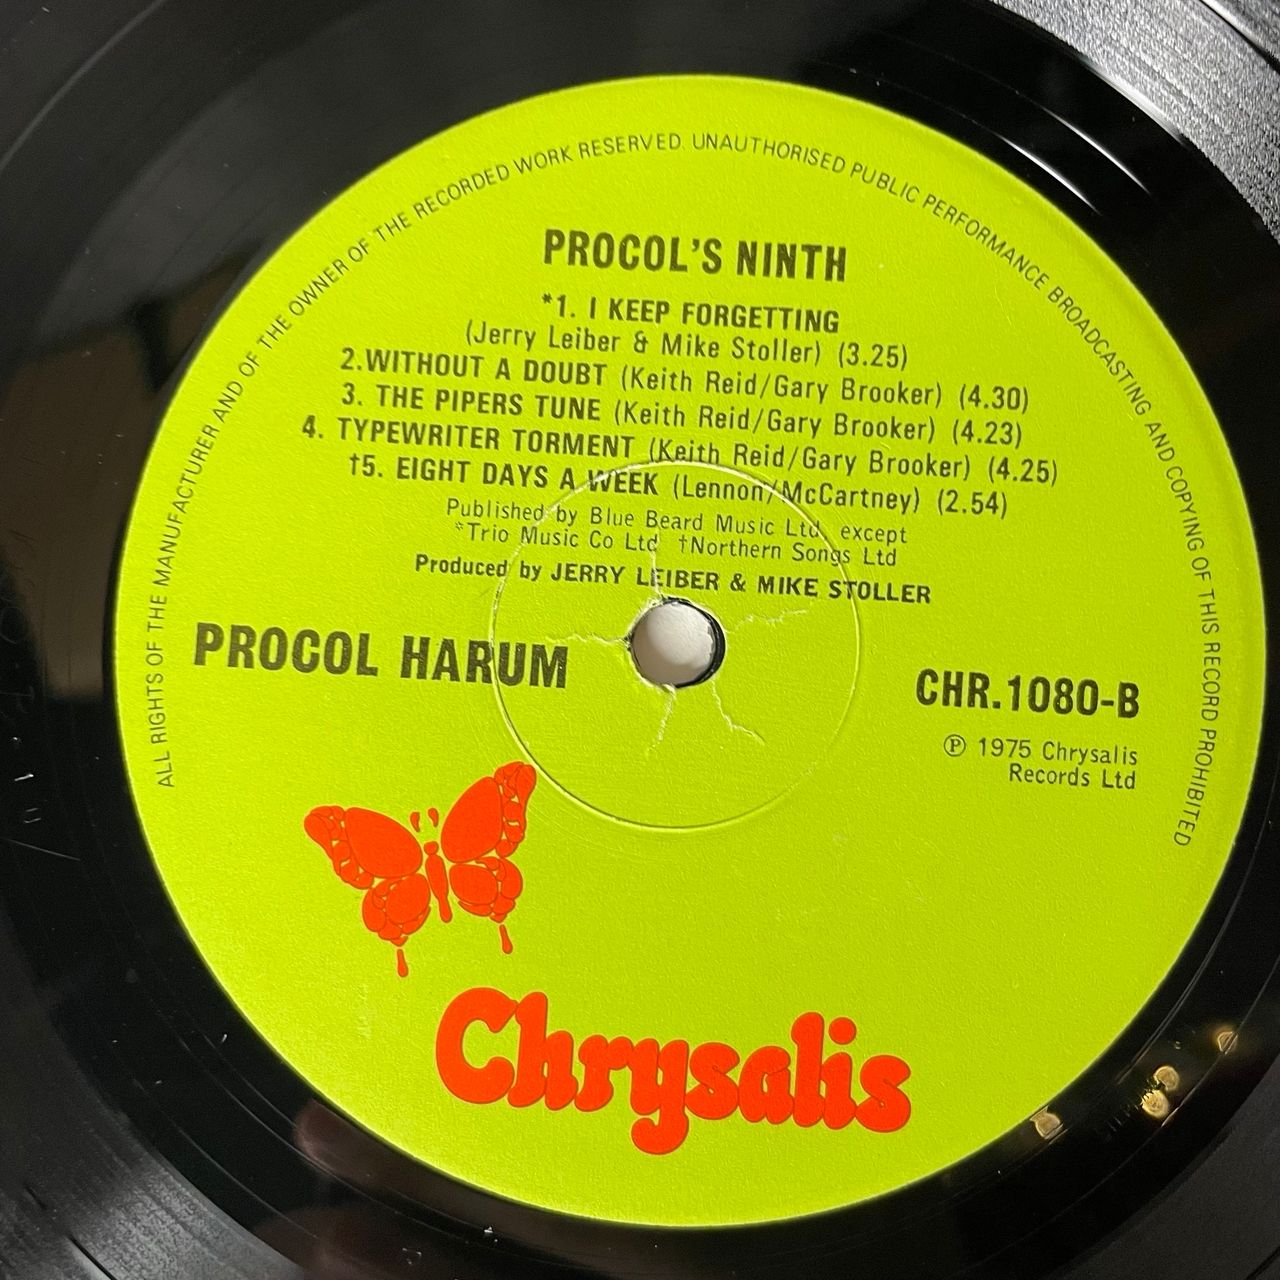 ALL RIGHTS OF THE MANUFACTURER AND OF THE OWNER OF THE RECORDED WORK RESERVED. UNAUTHORISED PUBLIC PERFORMANCE BROADCASTING AND COPYING OF THIS RECORD PROHIBITED
PROCOL'S NINTH
*1. I KEEP FORGETTING
(Jerry Leiber & Mike Stoller) (3.25)
2.WITHOUT A DOUBT (Keith Reid/Gary Brooker) (4.30)
3. THE PIPERS TUNE (Keith Reid/Gary Brooker) (4.23)
4. TYPEWRITER TORMENT (Keith Reid/Gary Brooker) (4.25)
†5. EIGHT DAYS A WEEK (Lennon/McCartney) (2.54)
Published by Blue Beard Music Ltd except
*Trio Music Co Ltd †Northern Songs Ltd
Produced by JERRY LEIBER & MIKE STOLLER
PROCOL HARUM
CHR.1080-B
Ⓟ 1975 Chrysalis
Records Ltd
Chrysalis